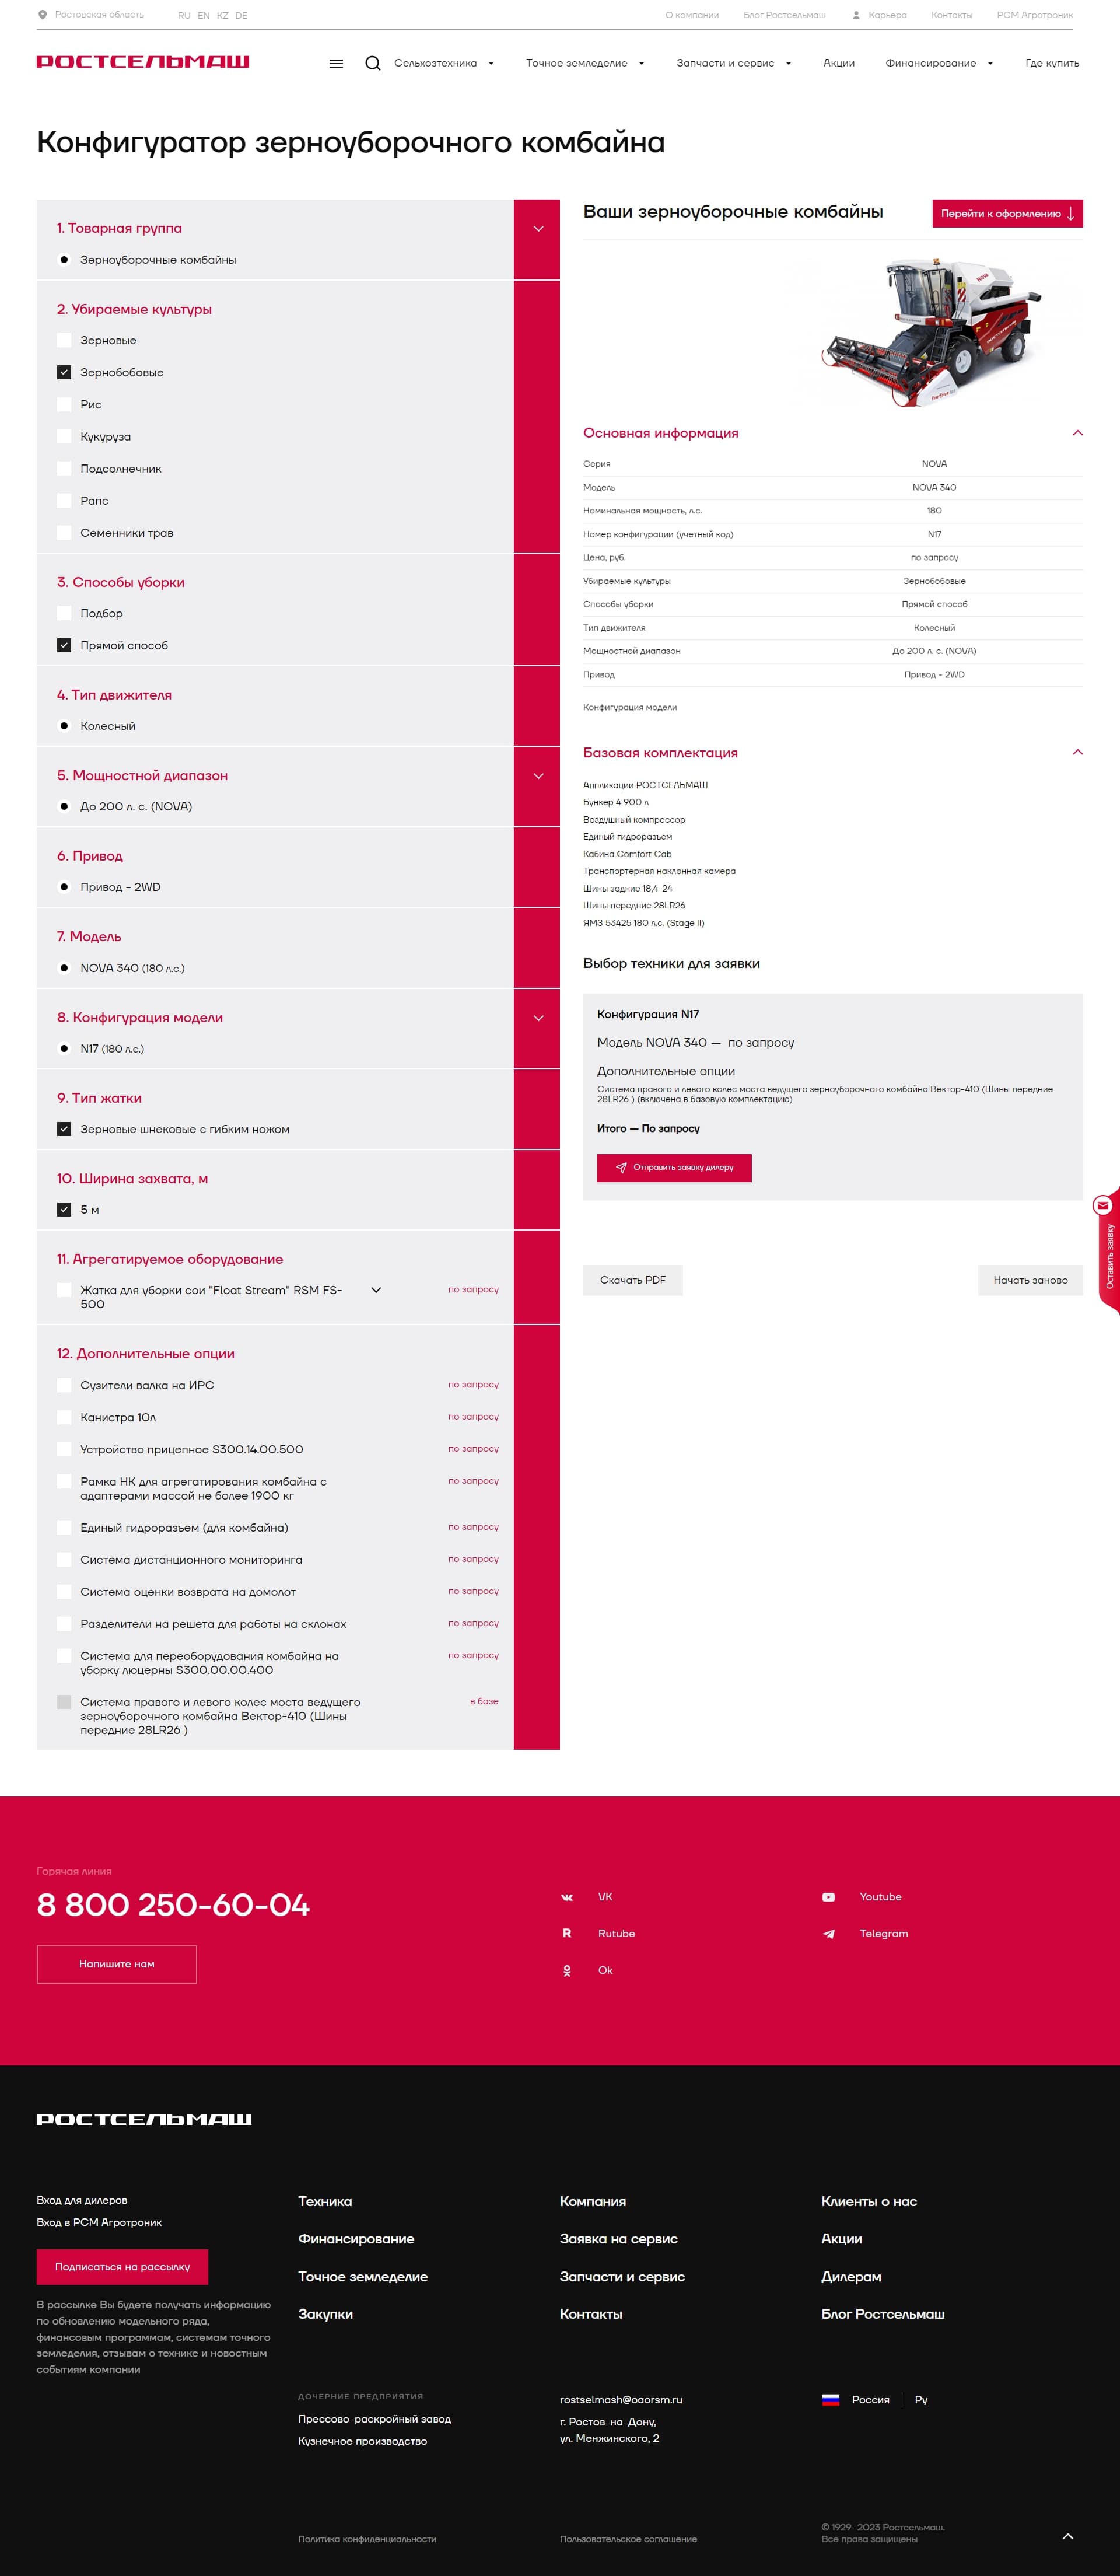 Ростовская область
RU EN KZ DE
О компании
Блог Ростсельмаш
Карьера
Контакты
РСМ Агротроник
РОСТСЕЛЬМАШ
Сельхозтехника
Точное земледелие
Запчасти и сервис
Акции
Финансирование
Где купить
Конфигуратор зерноуборочного комбайна
1. Товарная группа
Зерноуборочные комбайны
2. Убираемые культуры
Зерновые
Зернобобовые
Рис
Кукуруза
Подсолнечник
Рапс
Семенники трав
3. Способы уборки
Подбор
Прямой способ
4. Тип движителя
Колесный
5. Мощностной диапазон
До 200 л. с. (NOVA)
6. Привод
Привод - 2WD
7. Модель
NOVA 340 (180 л.с.)
8. Конфигурация модели
N17 (180 л.с.)
9. Тип жатки
Зерновые шнековые с гибким ножом
10. Ширина захвата, м
5 м
11. Агрегатируемое оборудование
Жатка для уборки сои "Float Stream" RSM FS-
500
по запросу
12. Дополнительные опции
Сузители валка на ИРС
по запросу
Канистра 10л
по запросу
Устройство прицепное S300.14.00.500
по запросу
Рамка НК для агрегатирования комбайна с
адаптерами массой не более 1900 кг
по запросу
Единый гидроразъем (для комбайна)
по запросу
Система дистанционного мониторинга
по запросу
Система оценки возврата на домолот
по запросу
Разделители на решета для работы на склонах
по запросу
Система для переоборудования комбайна на
уборку люцерны S300.00.00.400
по запросу
Система правого и левого колес моста ведущего
зерноуборочного комбайна Вектор-410 (Шины
передние 28LR26 )
в базе
Ваши зерноуборочные комбайны
Перейти к оформлению
NOVA
Основная информация
Серия NOVA
Модель NOVA 340
Номинальная мощность, л.с. 180
Номер конфигурации (учетный код) N17
Цена, руб. по запросу
Убираемые культуры Зернобобовые
Способы уборки Прямой способ
Тип движителя Колесный
Мощностной диапазон До 200 л. с. (NOVA)
Привод Привод - 2WD
Конфигурация модели
Базовая комплектация
Аппликации РОСТСЕЛЬМАШ
Бункер 4 900 л
Воздушный компрессор
Единый гидроразъем
Кабина Comfort Cab
Транспортерная наклонная камера
Шины задние 18,4-24
Шины передние 28LR26
ЯМЗ 53425 180 л.с. (Stage II)
Выбор техники для заявки
Конфигурация N17
Модель NOVA 340 — по запросу
Дополнительные опции
Система правого и левого колес моста ведущего зерноуборочного комбайна Вектор-410 (Шины передние
28LR26 ) (включена в базовую комплектацию)
Итого — По запросу
Отправить заявку дилеру
Скачать PDF
Начать заново
Оставить заявку
Горячая линия
8 800 250-60-04
Напишите нам
VK
Rutube
Ok
Youtube
Telegram
РОСТСЕЛЬМАШ
Вход для дилеров
Вход в РСМ Агротроник
Подписаться на рассылку
В рассылке Вы будете получать информацию
по обновлению модельного ряда,
финансовым программам, системам точного
земледелия, отзывам о технике и новостным
событиям компании
Техника
Финансирование
Точное земледелие
Закупки
Компания
Заявка на сервис
Запчасти и сервис
Контакты
Клиенты о нас
Акции
Дилерам
Блог Ростсельмаш
ДОЧЕРНИЕ ПРЕДПРИЯТИЯ
Прессово-раскройный завод
Кузнечное производство
rostselmash@oaorsm.ru
г. Ростов-на-Дону,
ул. Менжинского, 2
Россия
Ру
Политика конфиденциальности
Пользовательское соглашение
© 1929–2023 Ростсельмаш.
Все права защищены